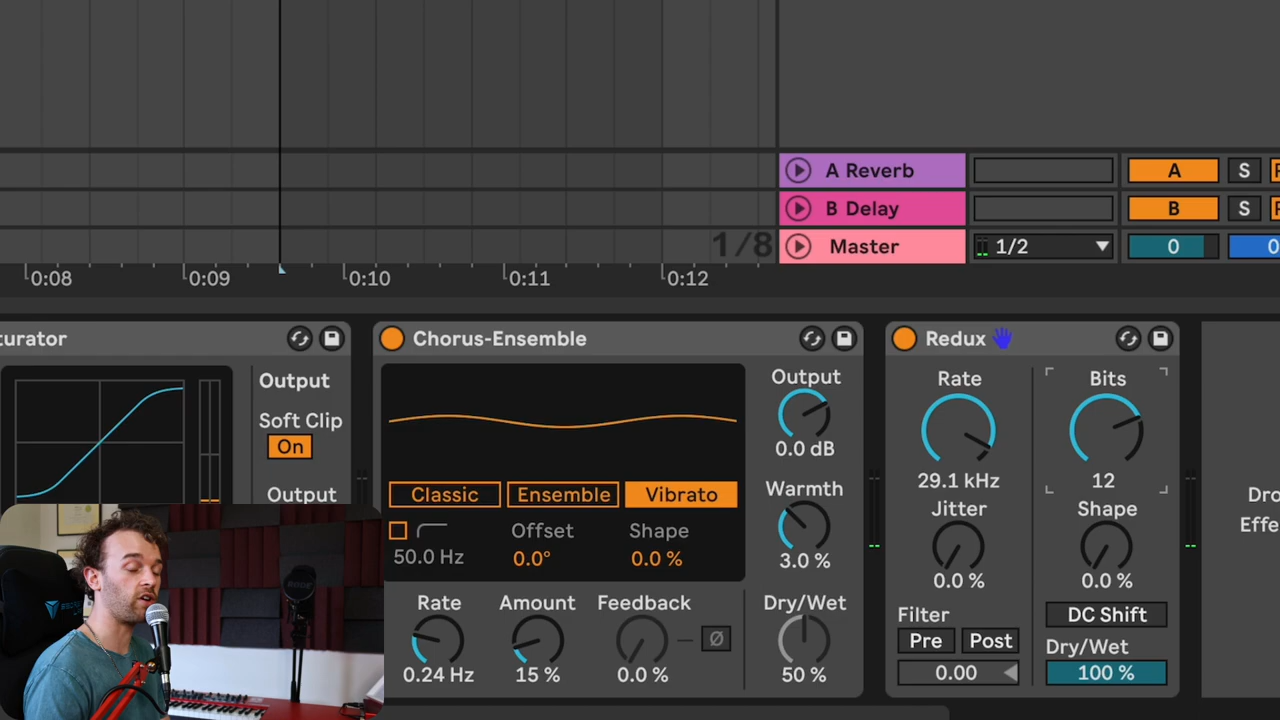 A Reverb
A
S
B Delay
B
S
1/8
Master
1/2
0
0
0:08
0:09
0:10
0:11
0:12
turator
Output
Soft Clip
On
Output
Chorus-Ensemble
Classic
Ensemble
Vibrato
50.0 Hz
Offset
0.0°
Shape
0.0 %
Output
0.0 dB
Warmth
3.0 %
Rate
0.24 Hz
Amount
15 %
Feedback
0.0 %
Ø
Dry/Wet
50 %
Redux
Rate
29.1 kHz
Bits
12
Jitter
0.0 %
Shape
0.0 %
Filter
Pre
Post
0.00
DC Shift
Dry/Wet
100 %
Dro
Effe